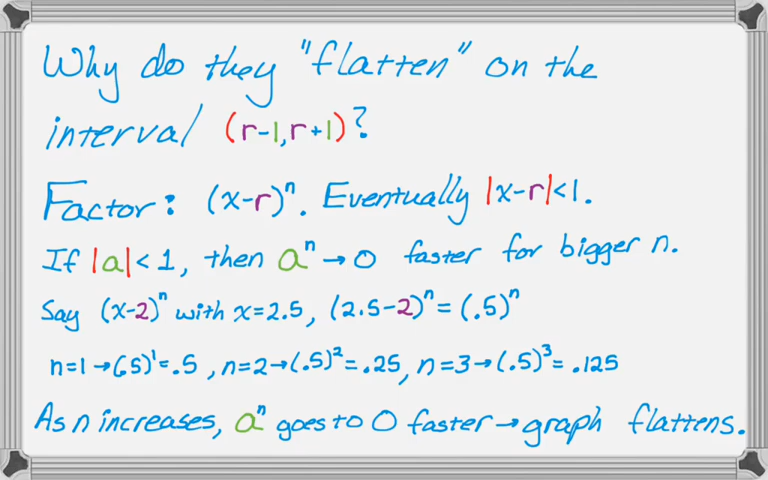 Why do they "flatten" on the
interval (r-1, r+1)?
Factor: (x-r)ⁿ. Eventually |x-r|<1.
If |a|<1, then aⁿ→0 faster for bigger n.
Say (x-2)ⁿ with x=2.5, (2.5-2)ⁿ=(.5)ⁿ
n=1→(.5)¹=.5, n=2→(.5)²=.25, n=3→(.5)³=.125
As n increases, aⁿ goes to 0 faster→graph flattens.